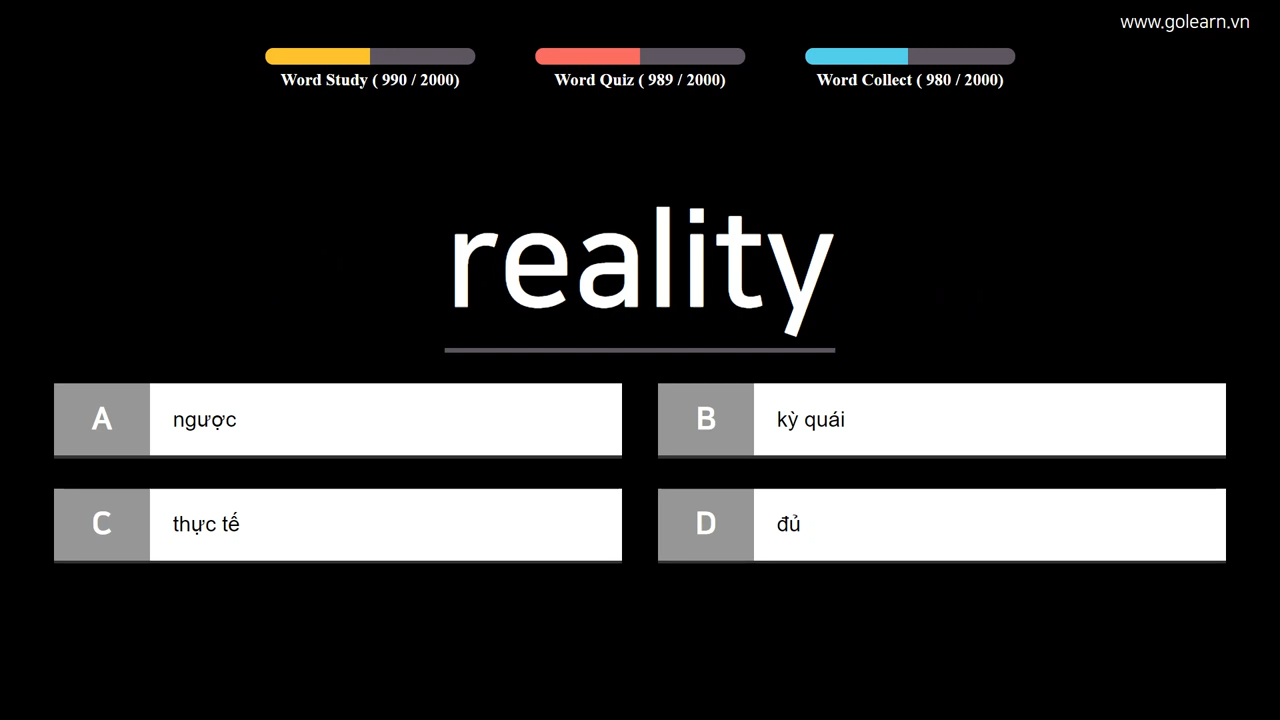 www.golearn.vn
Word Study ( 990 / 2000)
Word Quiz ( 989 / 2000)
Word Collect ( 980 / 2000)
reality
A ngược
B kỳ quái
C thực tế
D đủ